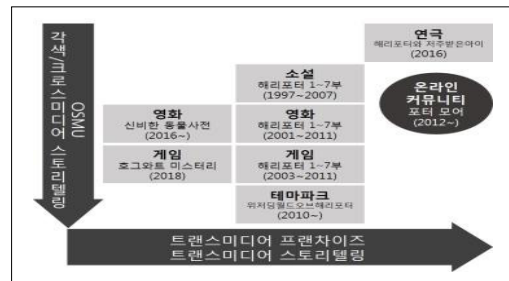 각색/크로스미디어 스토리텔링
OSMU
연극
해리포터와 저주받은아이
(2016)
소설
해리포터 1~7부
(1997~2007)
온라인
커뮤니티
포터 모어
(2012~)
영화
신비한 동물사전
(2016~)
영화
해리포터 1~7부
(2001~2011)
게임
호그와트 미스터리
(2018)
게임
해리포터 1~7부
(2003~2011)
테마파크
위저딩월드오브해리포터
(2010~)
트랜스미디어 프랜차이즈
트랜스미디어 스토리텔링